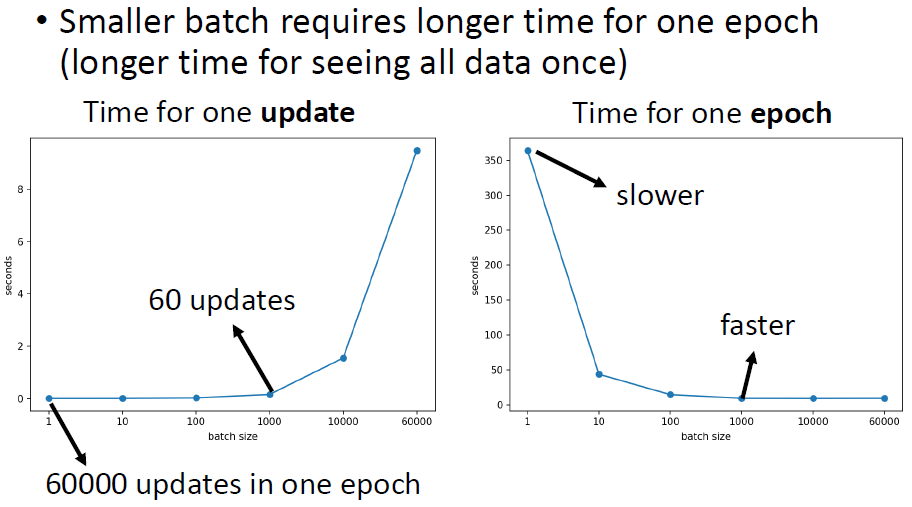 • Smaller batch requires longer time for one epoch
(longer time for seeing all data once)
Time for one update
8
6
4
2
0
seconds
1 10 100 1000 10000 60000
batch size
60 updates
60000 updates in one epoch
Time for one epoch
350
300
250
200
150
100
50
0
seconds
1 10 100 1000 10000 60000
batch size
slower
faster